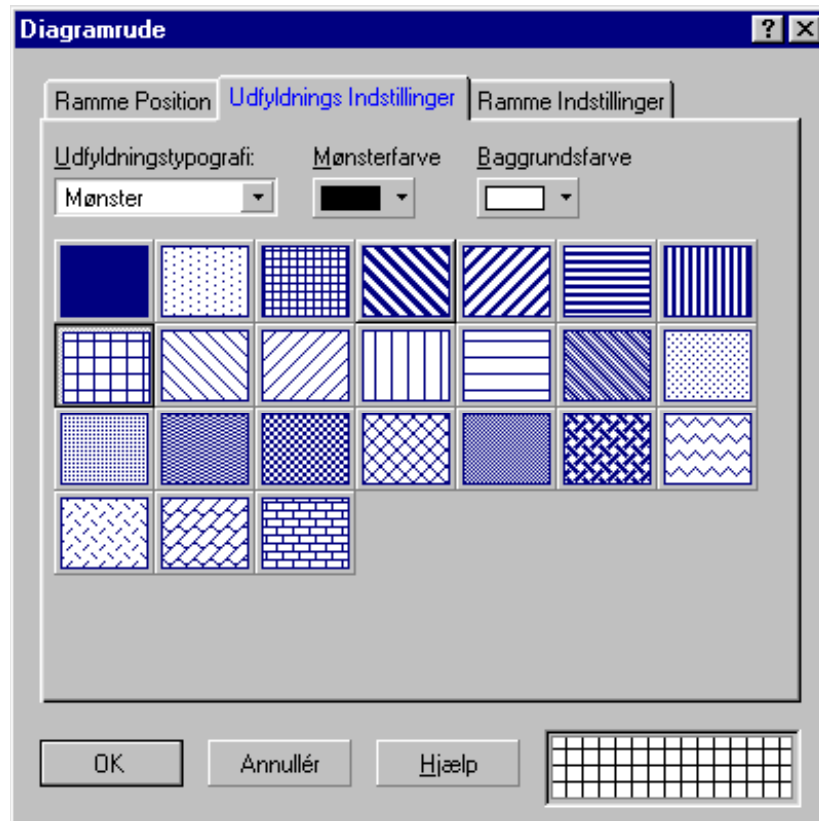 Diagramrude
Ramme Position Udfyldnings Indstillinger Ramme Indstillinger
Udfyldningstypografi: Mønsterfarve Baggrundsfarve
Mønster
OK Annullér Hjælp